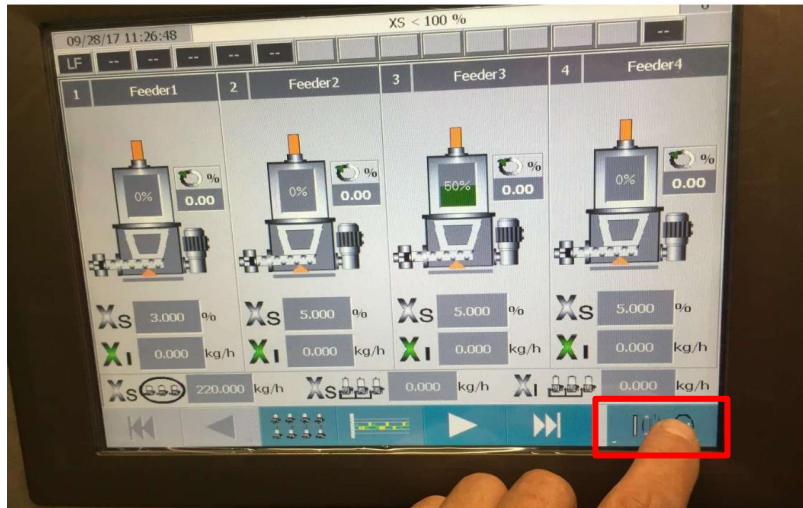 XS < 100 %
09/28/17 11:26:48
LF -- -- -- -- -- --
1 Feeder1 2 Feeder2 3 Feeder3 4 Feeder4
% % % %
0% 0.00 0% 0.00 50% 0.00 0% 0.00
XS 3.000 % XS 5.000 % XS 5.000 % XS 5.000 %
XI 0.000 kg/h XI 0.000 kg/h XI 0.000 kg/h XI 0.000 kg/h
XS 220.000 kg/h XS 0.000 kg/h XI 0.000 kg/h